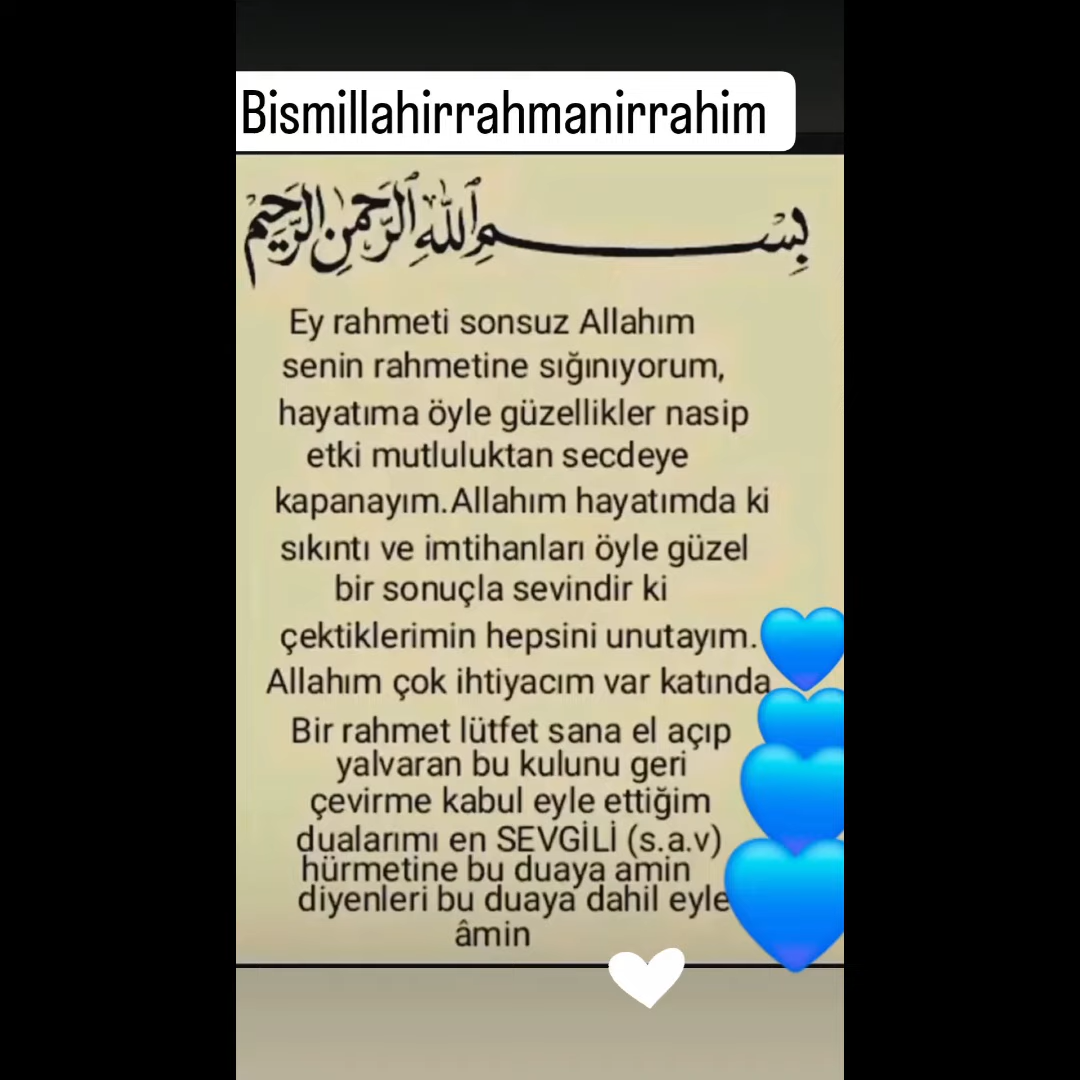 Bismillahirrahmanirrahim
بِسْمِ اللهِ الرَّحْمٰنِ الرَّحِيْمِ
Ey rahmeti sonsuz Allahım
senin rahmetine sığınıyorum,
hayatıma öyle güzellikler nasip
etki mutluluktan secdeye
kapanayım.Allahım hayatımda ki
sıkıntı ve imtihanları öyle güzel
bir sonuçla sevindir ki
çektiklerimin hepsini unutayım.
Allahım çok ihtiyacım var katında
Bir rahmet lütfet sana el açıp
yalvaran bu kulunu geri
çevirme kabul eyle ettiğim
dualarımı en SEVGİLİ (s.a.v)
hürmetine bu duaya amin
diyenleri bu duaya dahil eyle
âmin